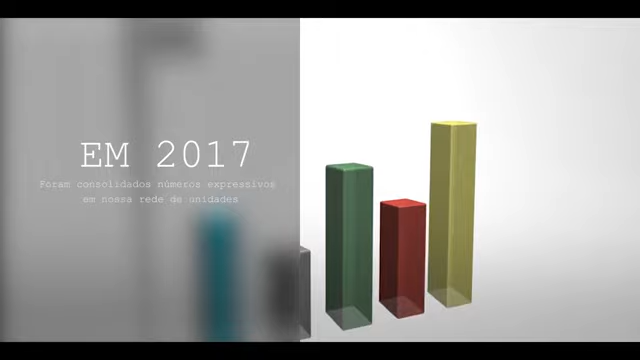 EM 2017
Foram consolidados números expressivos
em nossa rede de unidades